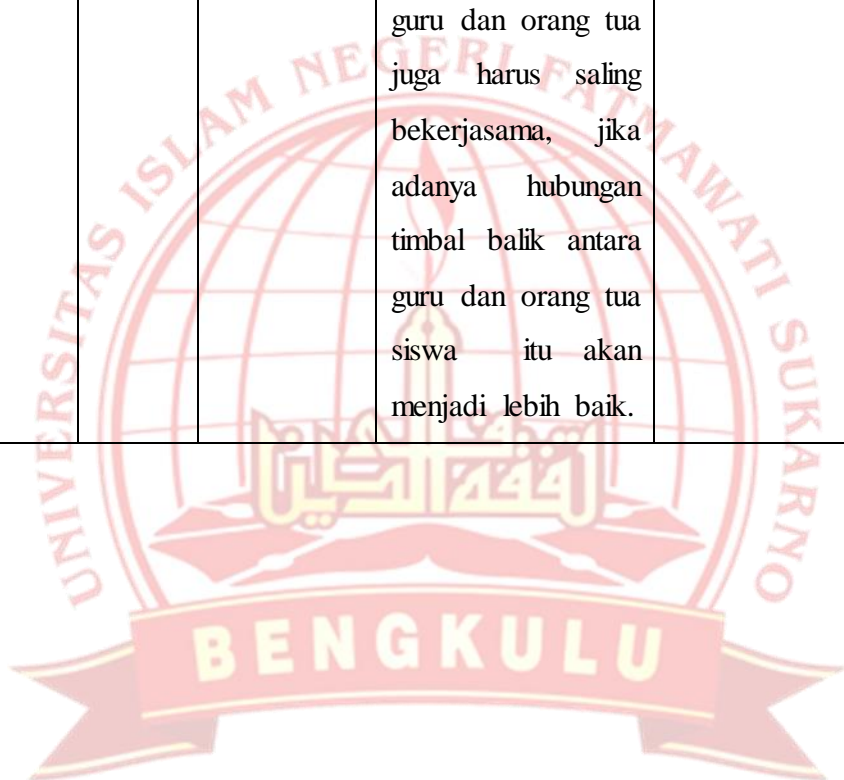 guru dan orang tua
juga harus saling
bekerjasama, jika
adanya hubungan
timbal balik antara
guru dan orang tua
siswa itu akan
menjadi lebih baik.
UNIVERSITAS ISLAM NEGERI FATMAWATI SUKARNO
BENGKULU